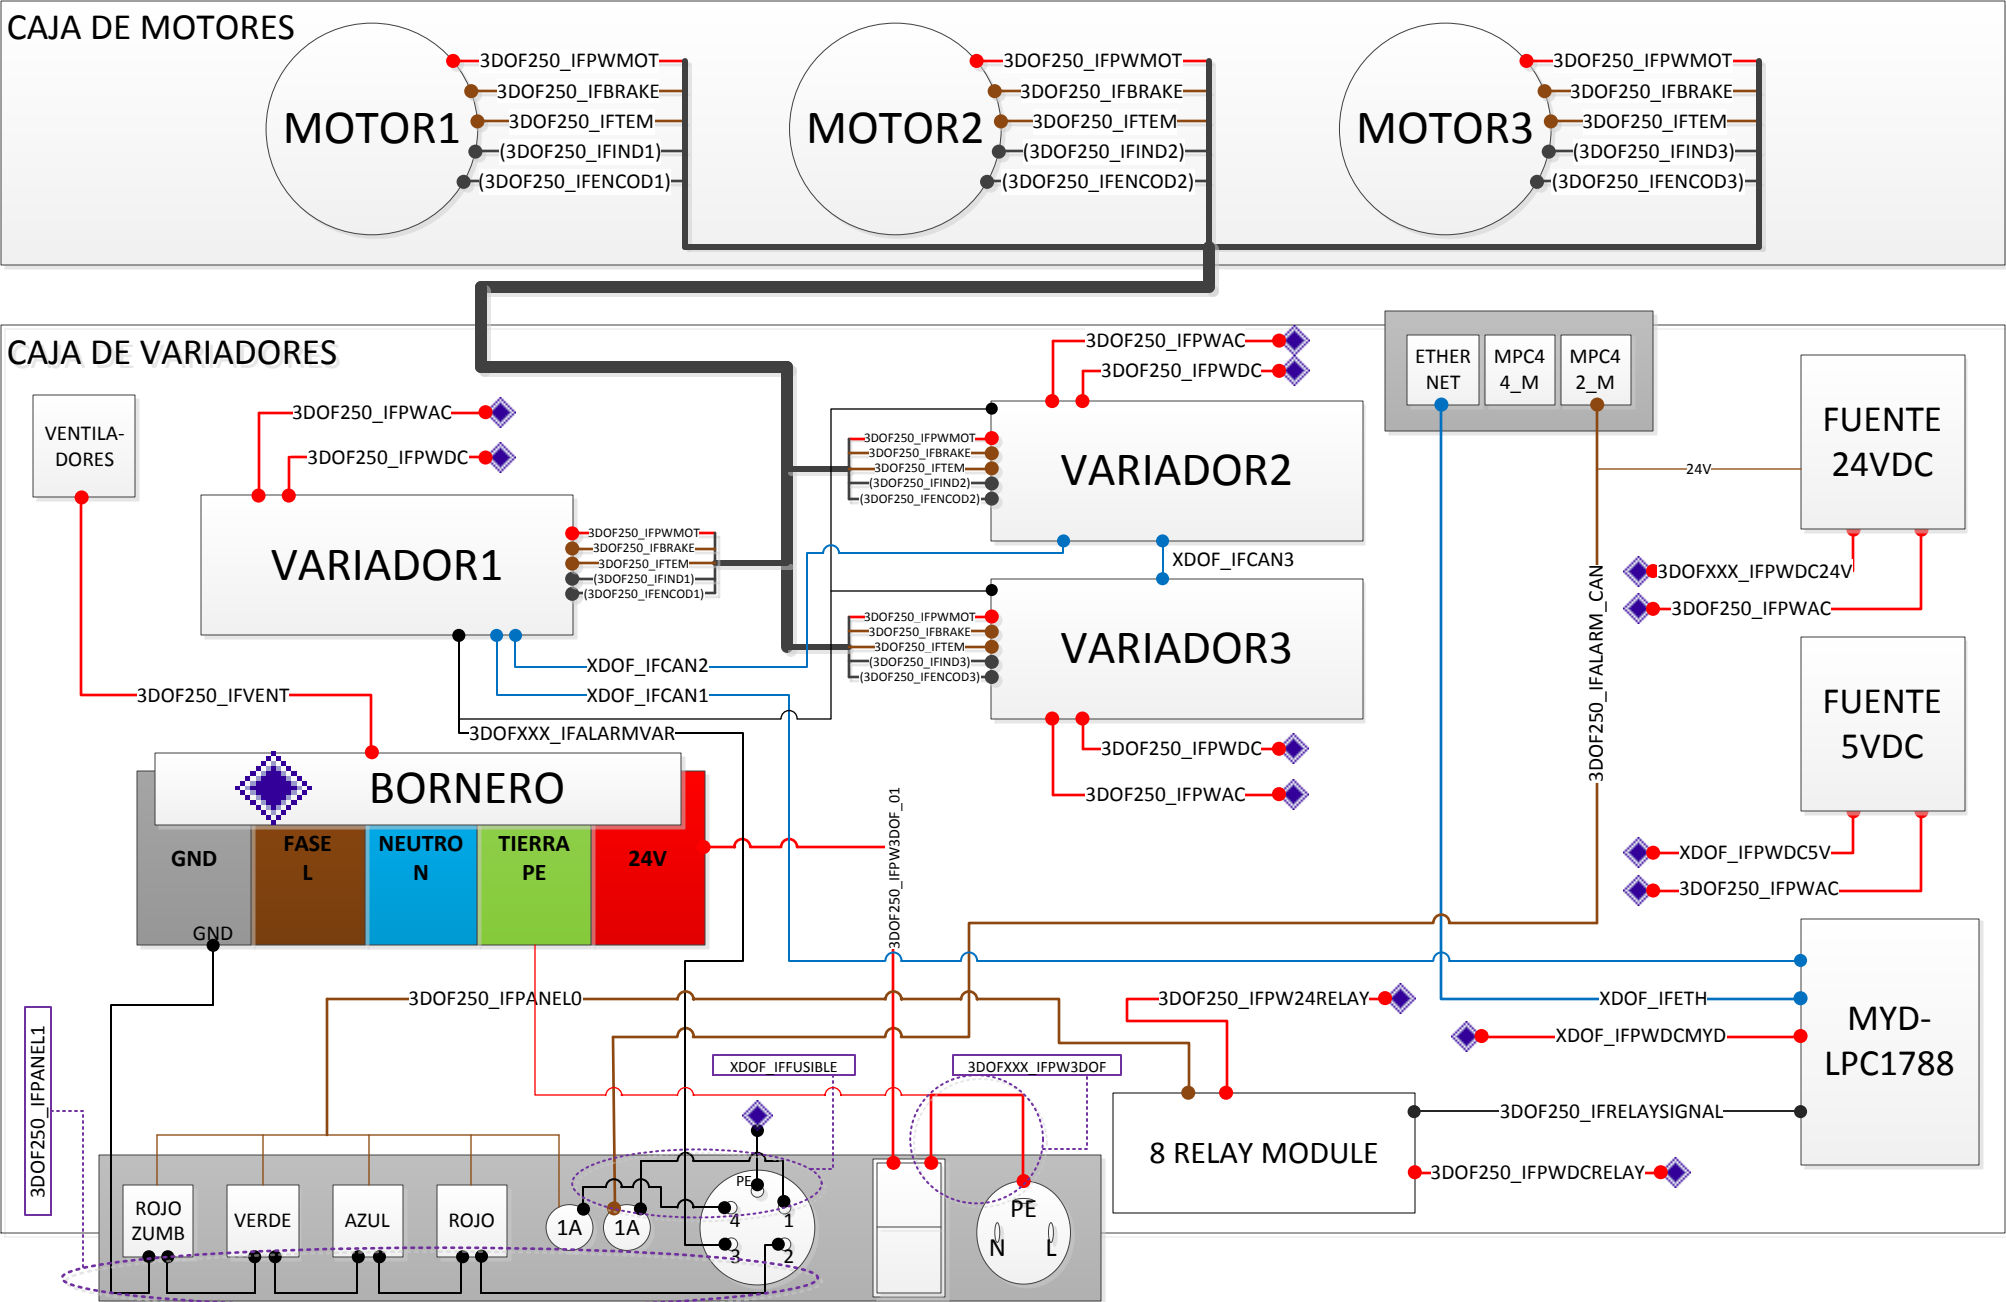 CAJA DE MOTORES
MOTOR1
3DOF250_IFPWMOT
3DOF250_IFBRAKE
3DOF250_IFTEM
(3DOF250_IFIND1)
(3DOF250_IFENCOD1)
MOTOR2
3DOF250_IFPWMOT
3DOF250_IFBRAKE
3DOF250_IFTEM
(3DOF250_IFIND2)
(3DOF250_IFENCOD2)
MOTOR3
3DOF250_IFPWMOT
3DOF250_IFBRAKE
3DOF250_IFTEM
(3DOF250_IFIND3)
(3DOF250_IFENCOD3)
CAJA DE VARIADORES
VENTILA-
DORES
3DOF250_IFPWAC
3DOF250_IFPWDC
VARIADOR1
3DOF250_IFPWMOT
3DOF250_IFBRAKE
3DOF250_IFTEM
(3DOF250_IFIND1)
(3DOF250_IFENCOD1)
3DOF250_IFPWAC
3DOF250_IFPWDC
VARIADOR2
3DOF250_IFPWMOT
3DOF250_IFBRAKE
3DOF250_IFTEM
(3DOF250_IFIND2)
(3DOF250_IFENCOD2)
XDOF_IFCAN3
VARIADOR3
3DOF250_IFPWMOT
3DOF250_IFBRAKE
3DOF250_IFTEM
(3DOF250_IFIND3)
(3DOF250_IFENCOD3)
3DOF250_IFPWDC
3DOF250_IFPWAC
ETHER
NET
MPC4
4_M
MPC4
2_M
FUENTE
24VDC
24V
3DOFXXX_IFPWDC24V
3DOF250_IFPWAC
3DOF250_IFALARM_CAN
FUENTE
5VDC
XDOF_IFPWDC5V
3DOF250_IFPWAC
XDOF_IFCAN2
XDOF_IFCAN1
3DOF250_IFVENT
3DOFXXX_IFALARMVAR
BORNERO
GND
FASE
L
NEUTRO
N
TIERRA
PE
24V
GND
3DOF250_IFPW3DOF_01
3DOF250_IFPANEL0
3DOF250_IFPW24RELAY
XDOF_IFETH
XDOF_IFPWDCMYD
MYD-
LPC1788
3DOF250_IFPANEL1
XDOF_IFFUSIBLE
3DOFXXX_IFPW3DOF
8 RELAY MODULE
3DOF250_IFRELAYSIGNAL
3DOF250_IFPWDCRELAY
ROJO
ZUMB
VERDE
AZUL
ROJO
1A
1A
PE
4
1
3
2
PE
N
L